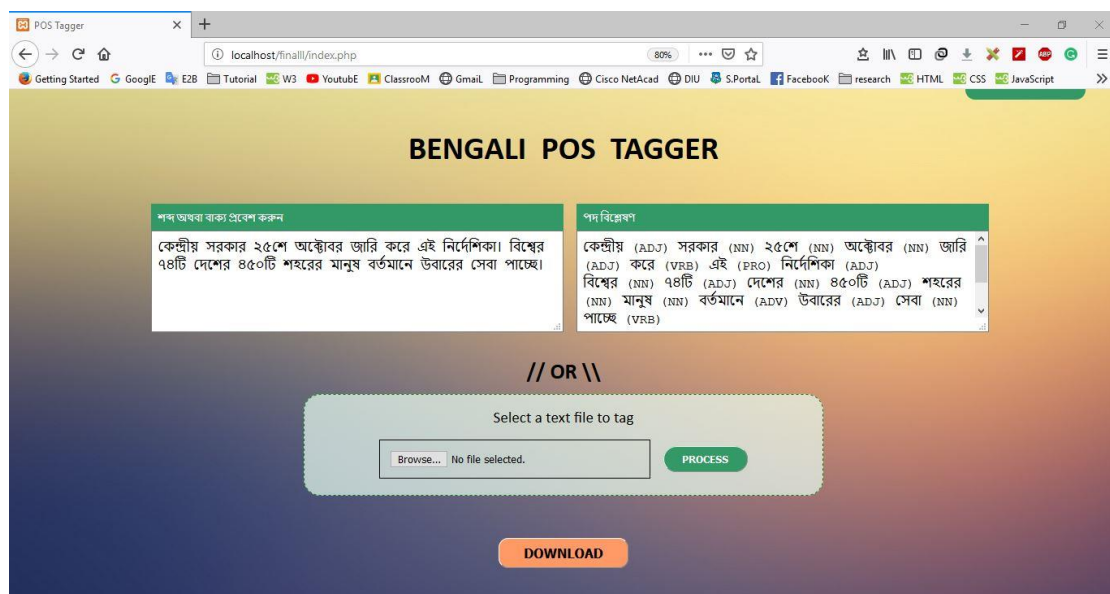 POS Tagger
localhost/finalll/index.php
80%
Getting Started GooglE E2B Tutorial W3 YoutubE ClassrooM GmaiL Programming Cisco NetAcad DIU S.PortaL FacebooK research HTML CSS JavaScript
BENGALI POS TAGGER
শব্দ অথবা বাক্য প্রবেশ করুন
কেন্দ্রীয় সরকার ২৫শে অক্টোবর জারি করে এই নির্দেশিকা। বিশ্বের
৭৪টি দেশের ৪৫০টি শহরের মানুষ বর্তমানে উবারের সেবা পাচ্ছে।
পদ বিশ্লেষণ
কেন্দ্রীয় (ADJ) সরকার (NN) ২৫শে (NN) অক্টোবর (NN) জারি
(ADJ) করে (VRB) এই (PRO) নির্দেশিকা (ADJ)
বিশ্বের (NN) ৭৪টি (ADJ) দেশের (NN) ৪৫০টি (ADJ) শহরের
(NN) মানুষ (NN) বর্তমানে (ADV) উবারের (ADJ) সেবা (NN)
পাচ্ছে (VRB)
// OR \\
Select a text file to tag
Browse... No file selected.
PROCESS
DOWNLOAD